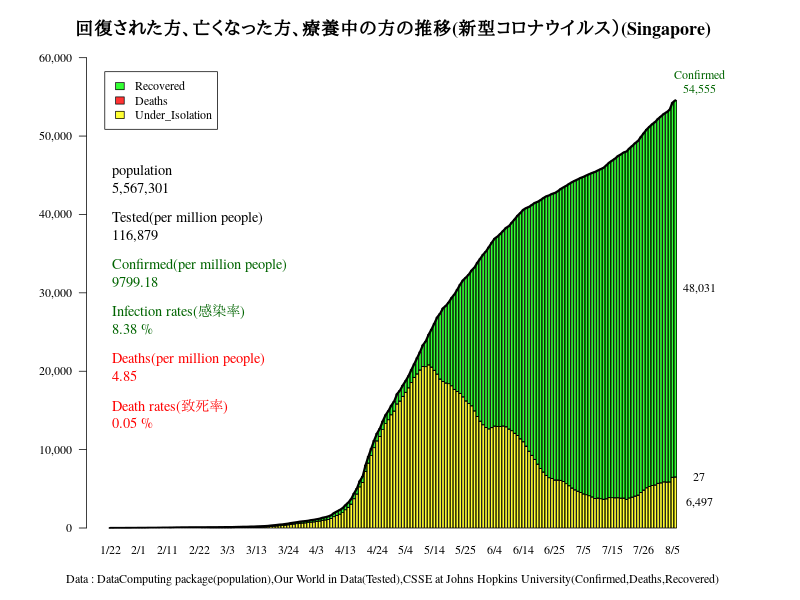 回復された方、亡くなった方、療養中の方の推移(新型コロナウイルス)(Singapore)
60,000
50,000
40,000
30,000
20,000
10,000
0
Recovered
Deaths
Under_Isolation
population
5,567,301
Tested(per million people)
116,879
Confirmed(per million people)
9799.18
Infection rates(感染率)
8.38 %
Deaths(per million people)
4.85
Death rates(致死率)
0.05 %
Confirmed
54,555
48,031
27
6,497
1/22 2/1 2/11 2/22 3/3 3/13 3/24 4/3 4/13 4/24 5/4 5/14 5/25 6/4 6/14 6/25 7/5 7/15 7/26 8/5
Data : DataComputing package(population),Our World in Data(Tested),CSSE at Johns Hopkins University(Confirmed,Deaths,Recovered)